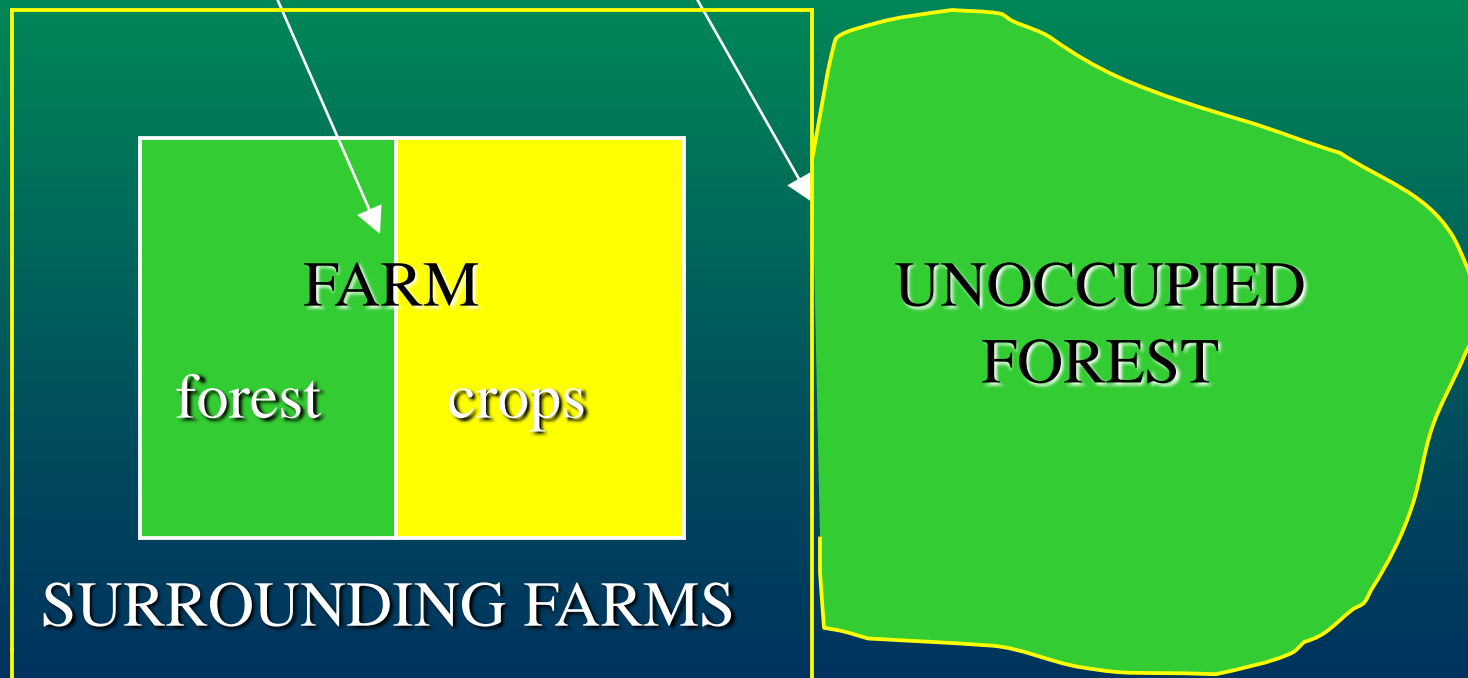 FARM
forest
crops
UNOCCUPIED
FOREST
SURROUNDING FARMS